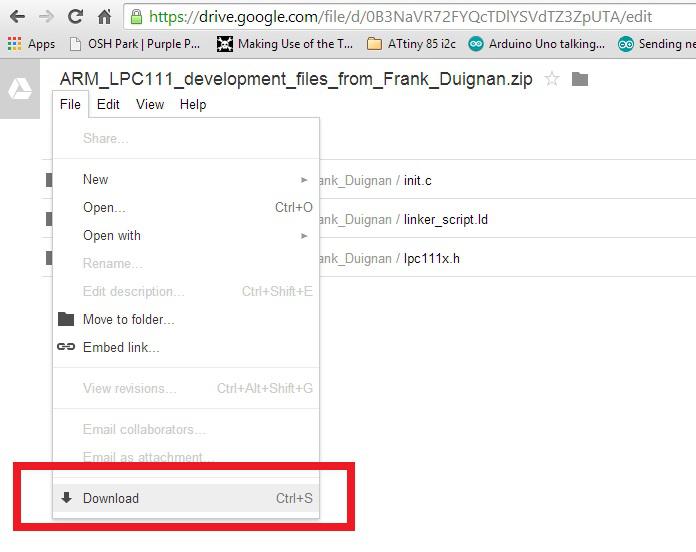 https://drive.google.com/file/d/0B3NaVR72FYQcTDlYSVdTZ3ZpUTA/edit
Apps OSH Park | Purple P... Making Use of the T... ATtiny 85 i2c Arduino Uno talking... Sending ne
ARM_LPC111_development_files_from_Frank_Duignan.zip
File Edit View Help
Share...
New
ank_Duignan / init.c
Open... Ctrl+O
linker_script.ld
ank_Duignan /
Open with
Rename...
ank_Duignan / lpc111x.h
Edit description... Ctrl+Shift+E
Move to folder...
Embed link...
View revisions... Ctrl+Alt+Shift+G
Email collaborators...
Email as attachment...
Download Ctrl+S